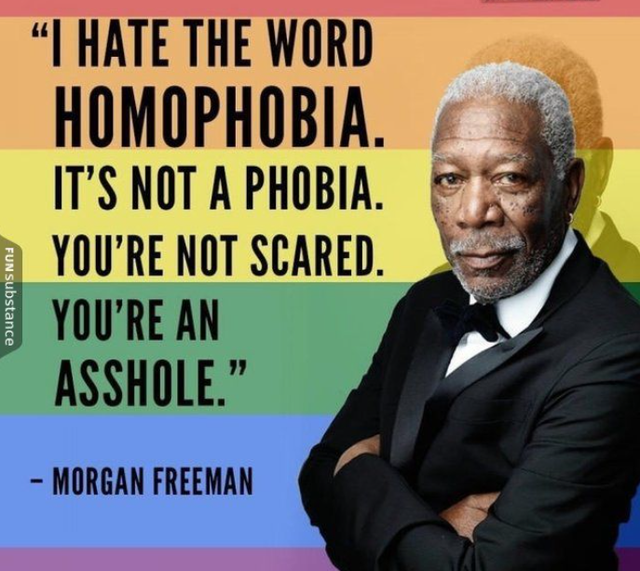 “I HATE THE WORD
HOMOPHOBIA.
IT’S NOT A PHOBIA.
YOU’RE NOT SCARED.
YOU’RE AN
ASSHOLE.”
– MORGAN FREEMAN
FUNsubstance